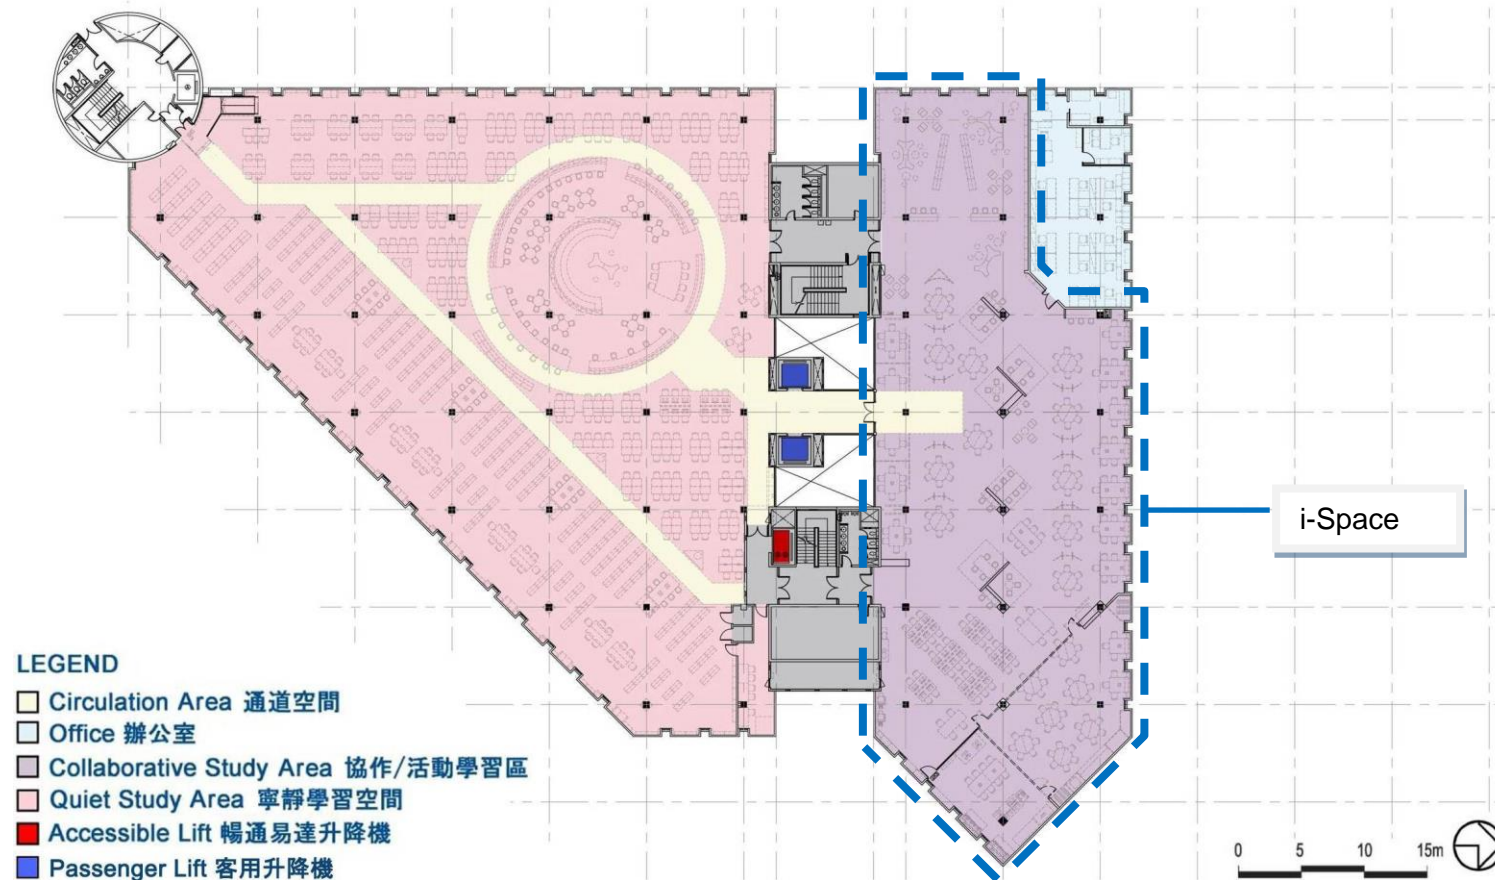 i-Space
LEGEND
Circulation Area 通道空間
Office 辦公室
Collaborative Study Area 協作/活動學習區
Quiet Study Area 寧靜學習空間
Accessible Lift 暢通易達升降機
Passenger Lift 客用升降機
0 5 10 15m